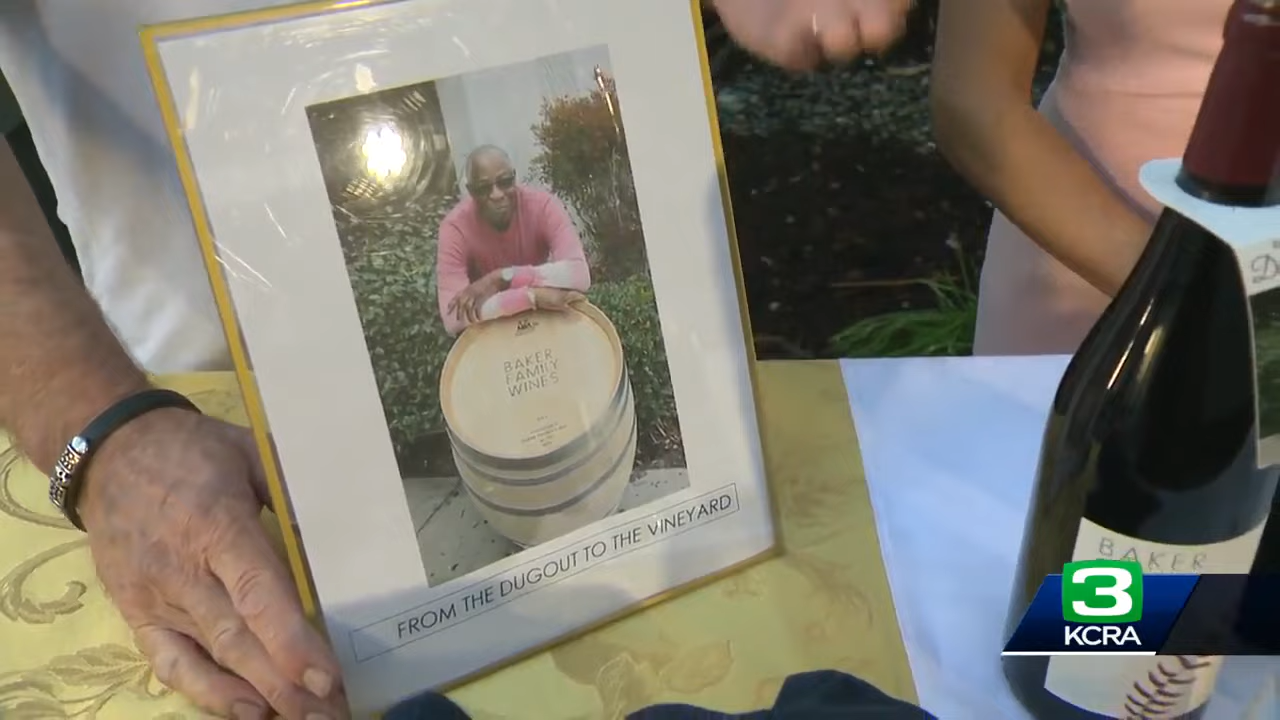 BAKER
FAMILY
WINES
FROM THE DUGOUT TO THE VINEYARD
BAKER
3
KCRA